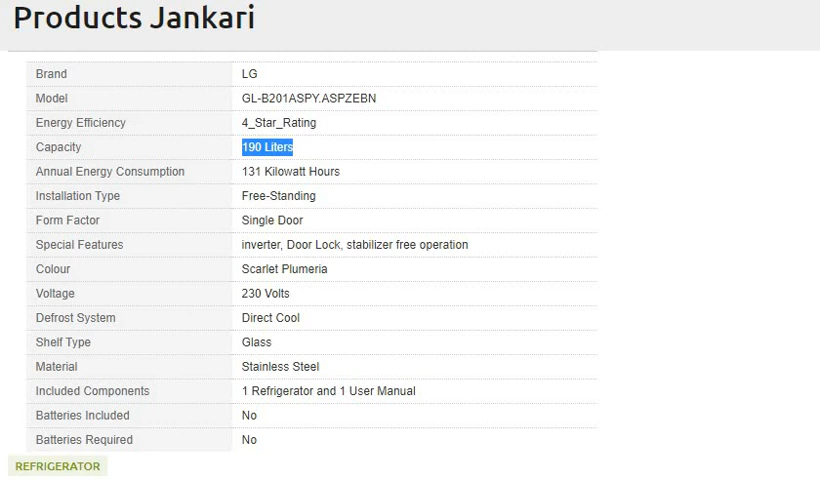 Products Jankari
Brand LG
Model GL-B201ASPY.ASPZEBN
Energy Efficiency 4_Star_Rating
Capacity 190 Liters
Annual Energy Consumption 131 Kilowatt Hours
Installation Type Free-Standing
Form Factor Single Door
Special Features inverter, Door Lock, stabilizer free operation
Colour Scarlet Plumeria
Voltage 230 Volts
Defrost System Direct Cool
Shelf Type Glass
Material Stainless Steel
Included Components 1 Refrigerator and 1 User Manual
Batteries Included No
Batteries Required No
REFRIGERATOR